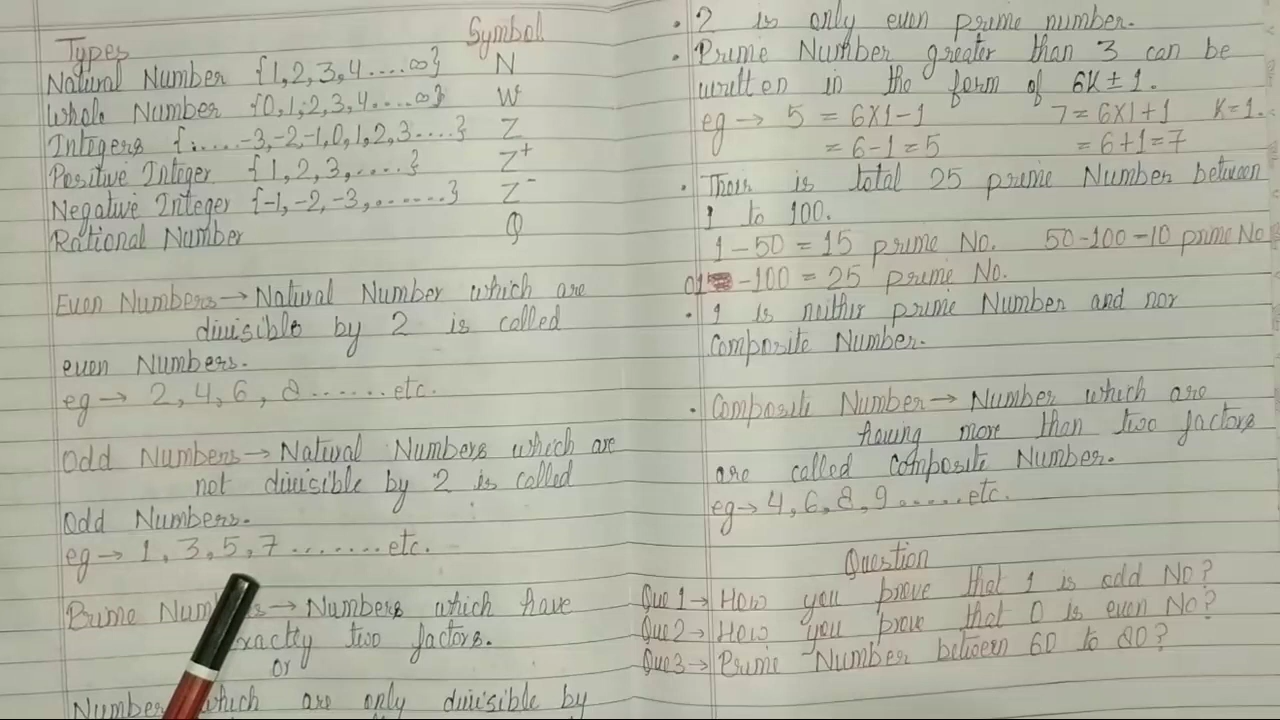 Types Symbol
Natural Number {1, 2, 3, 4 .... ∞} N
Whole Number {0, 1, 2, 3, 4 .... ∞} W
Integers {..... -3, -2, -1, 0, 1, 2, 3 ....} Z
Positive Integer {1, 2, 3, ....} Z⁺
Negative Integer {-1, -2, -3, .......} Z⁻
Rational Number Q
Even Numbers → Natural Number which are
divisible by 2 is called
even Numbers.
eg → 2, 4, 6, 8 ...... etc.
Odd Numbers → Natural Numbers which are
not divisible by 2 is called
Odd Numbers.
eg → 1, 3, 5, 7 ........ etc.
Prime → Numbers which have
two factors.
or
which are only divisible by
. 2 is only even prime number.
. Prime Number greater than 3 can be
written in the form of 6K ± 1.
eg → 5 = 6×1-1 7 = 6×1+1 K=1.
= 6-1 = 5 = 6+1 = 7
. Their is total 25 prime Number between
1 to 100.
1-50 = 15 prime No. 50-100-10 prime No
01 -100 = 25 prime No.
. 1 is neither prime Number and nor
Composite Number.
. Composite Number → Number which are
having more than two factors
are called Composite Number.
eg → 4, 6, 8, 9 ...... etc.
Question
Que 1 → How you prove that 1 is odd No?
Que 2 → How you prove that 0 is even No?
Que 3 → Prime Number between 60 to 80?